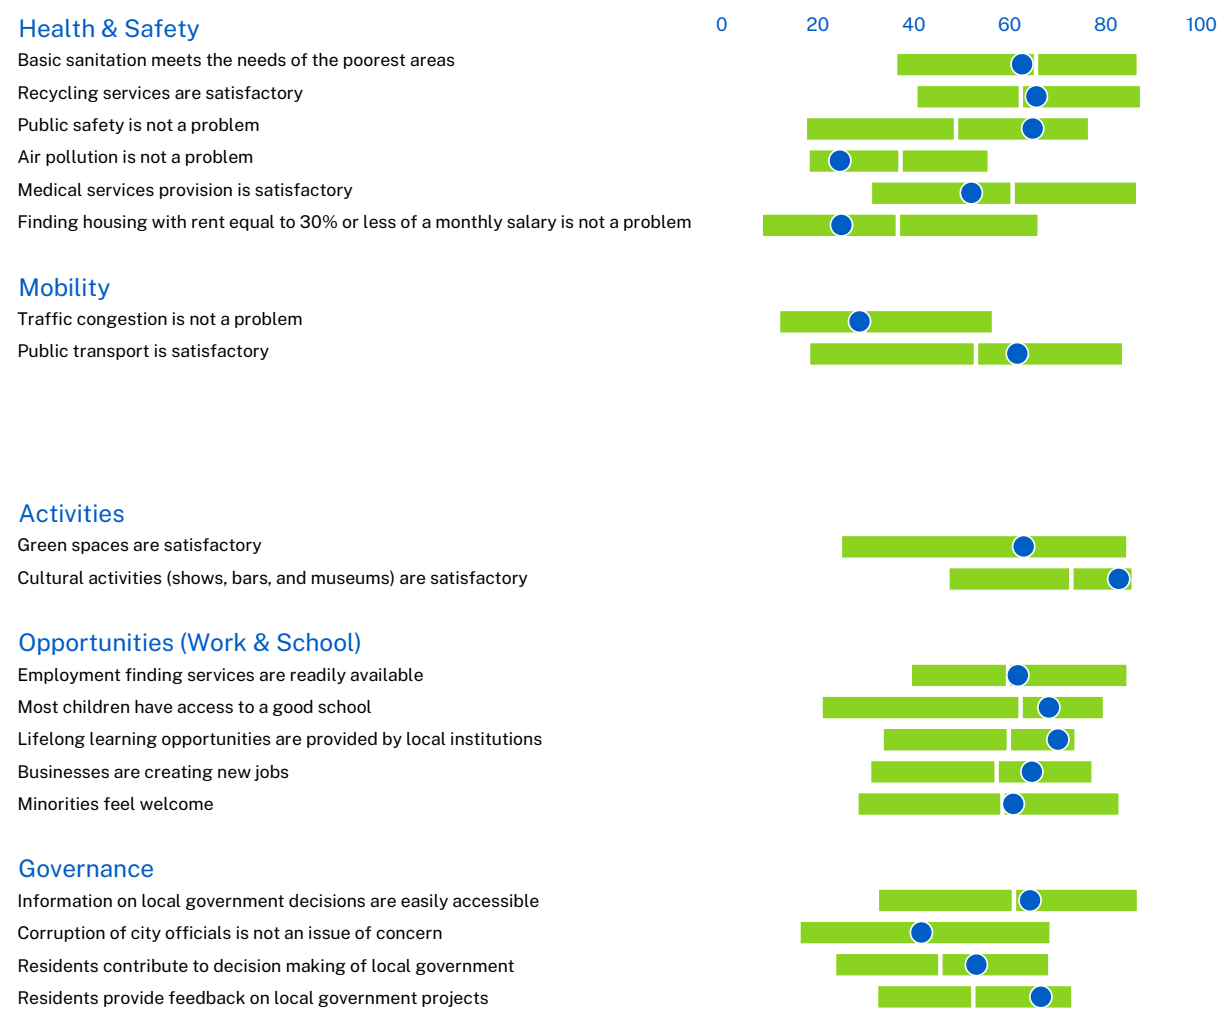 Health & Safety
0 20 40 60 80 100
Basic sanitation meets the needs of the poorest areas
Recycling services are satisfactory
Public safety is not a problem
Air pollution is not a problem
Medical services provision is satisfactory
Finding housing with rent equal to 30% or less of a monthly salary is not a problem
Mobility
Traffic congestion is not a problem
Public transport is satisfactory
Activities
Green spaces are satisfactory
Cultural activities (shows, bars, and museums) are satisfactory
Opportunities (Work & School)
Employment finding services are readily available
Most children have access to a good school
Lifelong learning opportunities are provided by local institutions
Businesses are creating new jobs
Minorities feel welcome
Governance
Information on local government decisions are easily accessible
Corruption of city officials is not an issue of concern
Residents contribute to decision making of local government
Residents provide feedback on local government projects